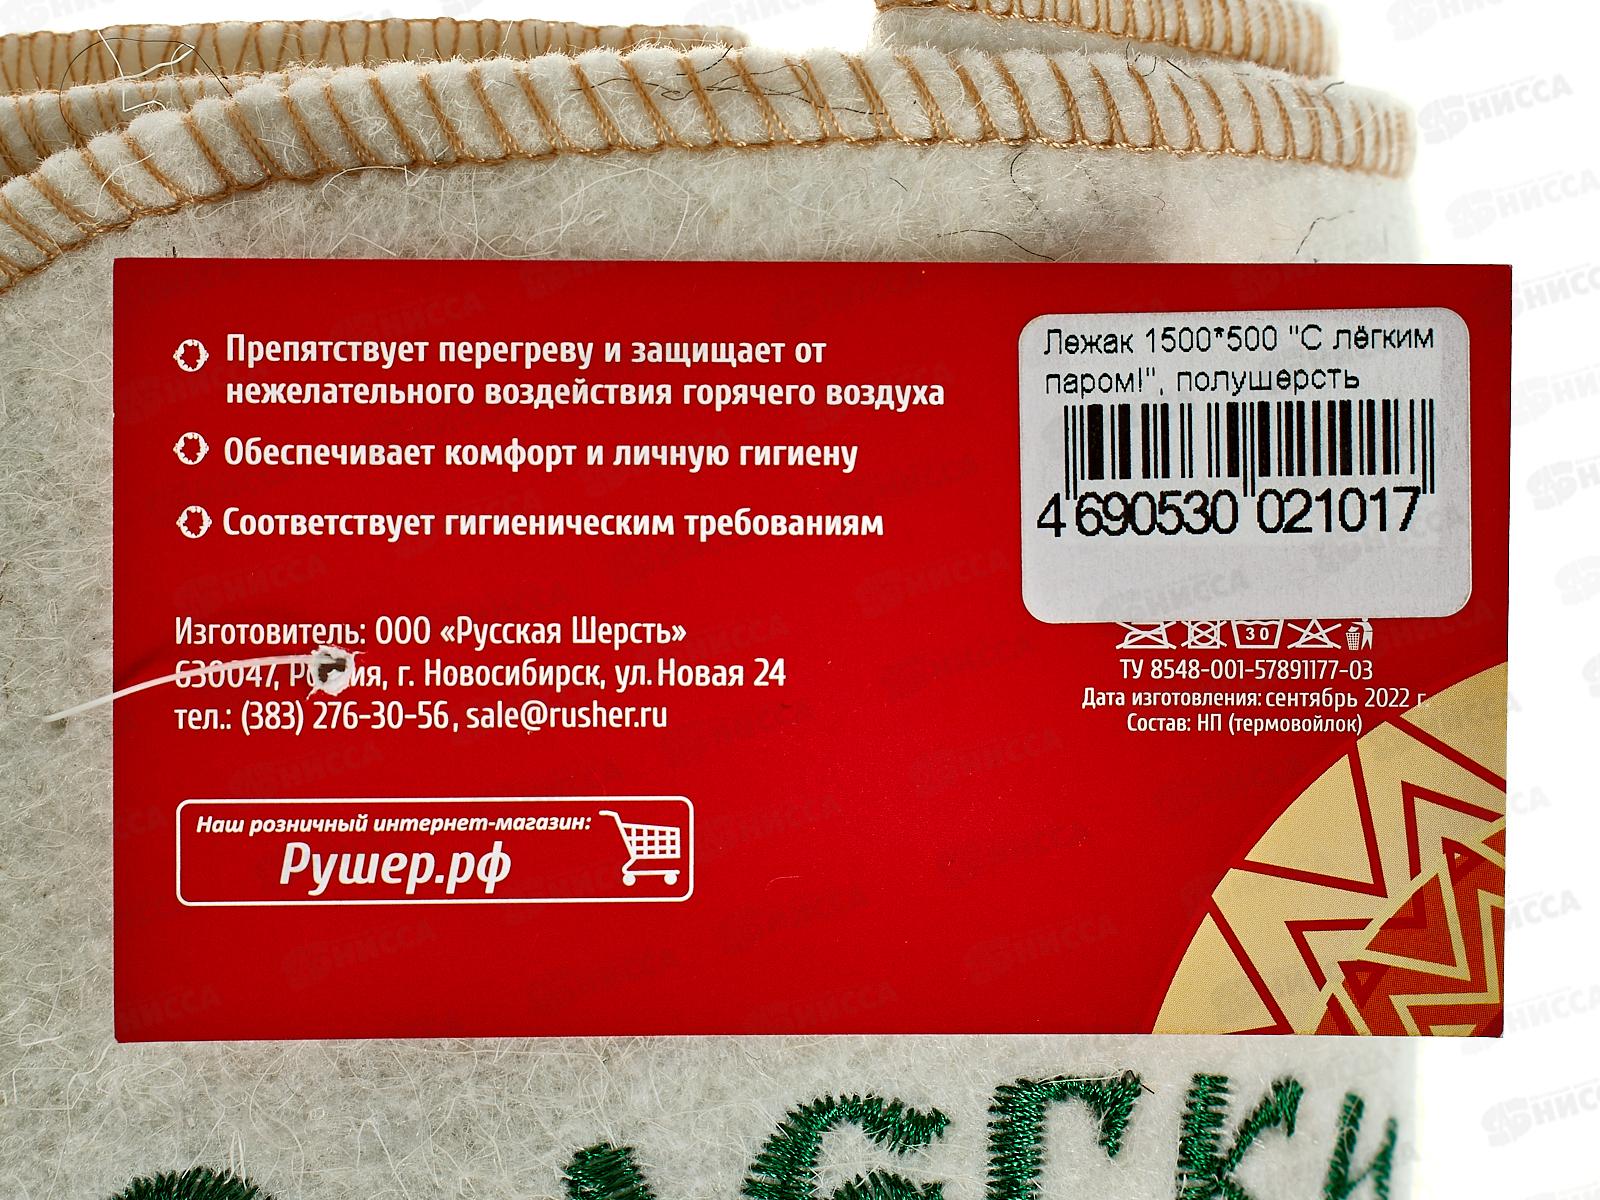 Препятствует перегреву и защищает от
нежелательного воздействия горячего воздуха
Обеспечивает комфорт и личную гигиену
Соответствует гигиеническим требованиям
Изготовитель: ООО «Русская Шерсть»
630047, г. Новосибирск, ул. Новая 24
тел.: (383) 276-30-56, sale@rusher.ru
Наш розничный интернет-магазин:
Рушер.рф
Лежак 1500*500 "С лёгким
паром!", полушерсть
4 690530 021017
30
ТУ 8548-001-57891177-03
Дата изготовления: сентябрь 2022 г.
Состав: НП (термовойлок)
НИССА